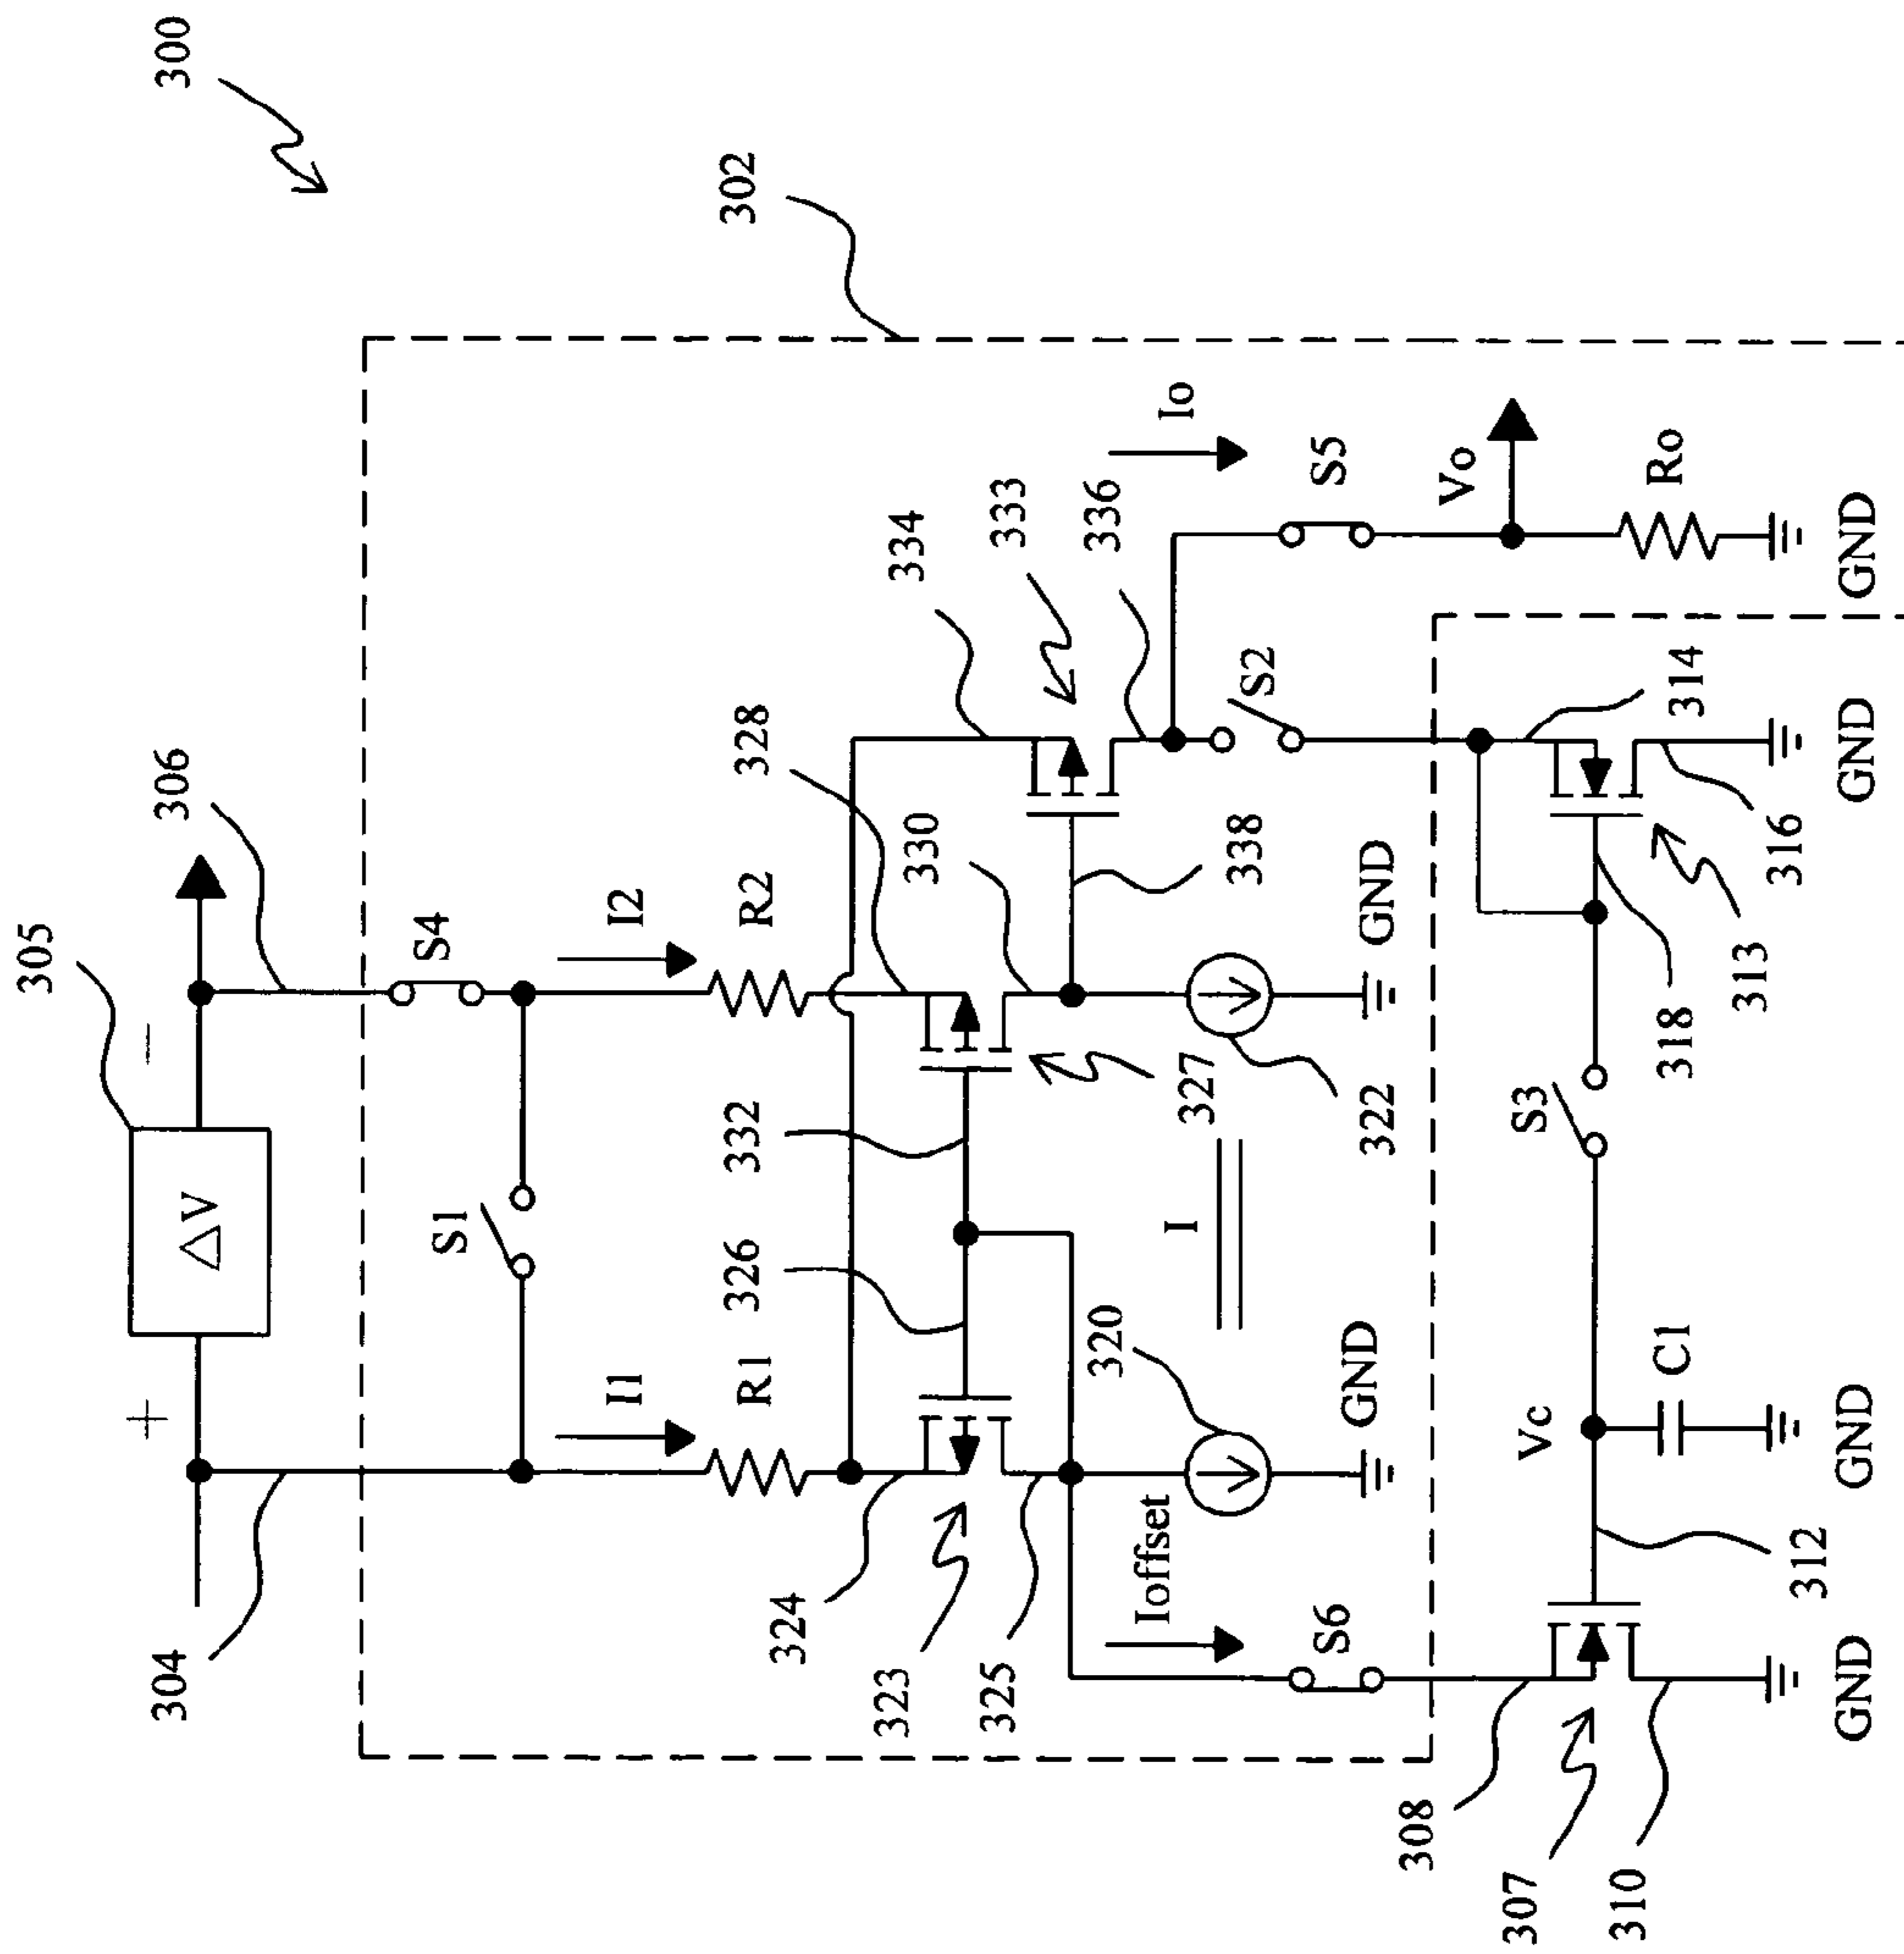 300
302
305
306
304
+
−
ΔV
S4
S1
I1
I2
R1
R2
328
334
333
336
Io
324
326
332
330
323
325
338
327
320
322
I
GND
GND
Ioffset
S6
S2
S5
Vo
Ro
GND
308
307
310
312
Vc
C1
S3
314
318
313
316
GND
GND
GND